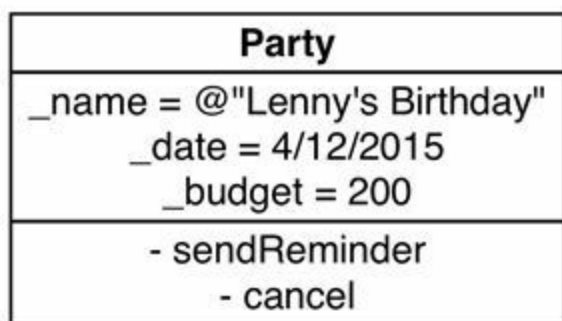 Party
_name = @"Lenny's Birthday"
_date = 4/12/2015
_budget = 200
- sendReminder
- cancel